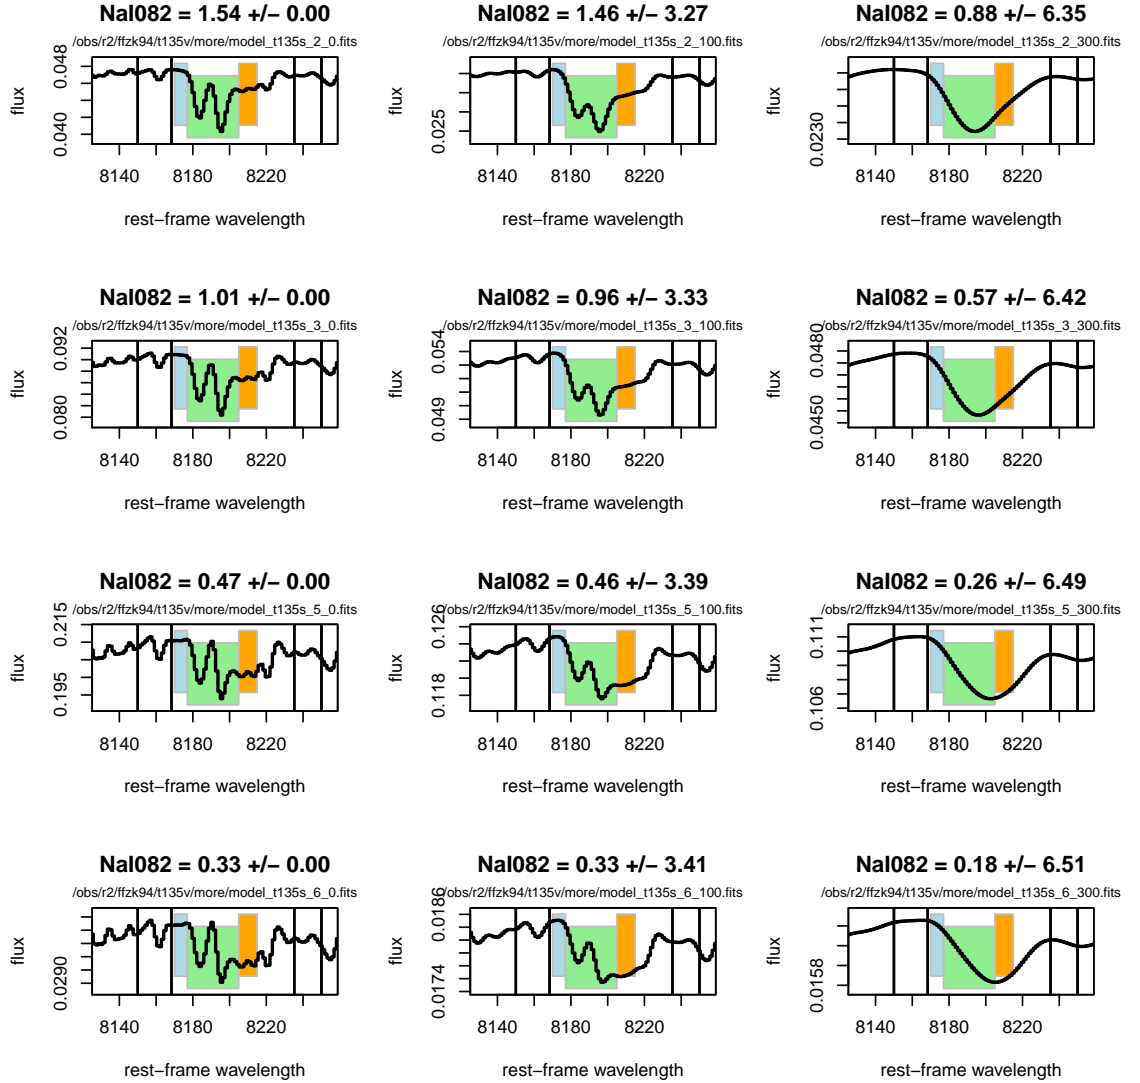 NaI082 = 1.54 +/− 0.00
/obs/r2/ffzk94/t135v/more/model_t135s_2_0.fits
flux
0.040
0.048
8140
8180
8220
rest−frame wavelength
NaI082 = 1.46 +/− 3.27
/obs/r2/ffzk94/t135v/more/model_t135s_2_100.fits
flux
0.025
8140
8180
8220
rest−frame wavelength
NaI082 = 0.88 +/− 6.35
/obs/r2/ffzk94/t135v/more/model_t135s_2_300.fits
flux
0.0230
8140
8180
8220
rest−frame wavelength
NaI082 = 1.01 +/− 0.00
/obs/r2/ffzk94/t135v/more/model_t135s_3_0.fits
flux
0.080
0.092
8140
8180
8220
rest−frame wavelength
NaI082 = 0.96 +/− 3.33
/obs/r2/ffzk94/t135v/more/model_t135s_3_100.fits
flux
0.049
0.054
8140
8180
8220
rest−frame wavelength
NaI082 = 0.57 +/− 6.42
/obs/r2/ffzk94/t135v/more/model_t135s_3_300.fits
flux
0.0450
0.0480
8140
8180
8220
rest−frame wavelength
NaI082 = 0.47 +/− 0.00
/obs/r2/ffzk94/t135v/more/model_t135s_5_0.fits
flux
0.195
0.215
8140
8180
8220
rest−frame wavelength
NaI082 = 0.46 +/− 3.39
/obs/r2/ffzk94/t135v/more/model_t135s_5_100.fits
flux
0.118
0.126
8140
8180
8220
rest−frame wavelength
NaI082 = 0.26 +/− 6.49
/obs/r2/ffzk94/t135v/more/model_t135s_5_300.fits
flux
0.106
0.111
8140
8180
8220
rest−frame wavelength
NaI082 = 0.33 +/− 0.00
/obs/r2/ffzk94/t135v/more/model_t135s_6_0.fits
flux
0.0290
8140
8180
8220
rest−frame wavelength
NaI082 = 0.33 +/− 3.41
/obs/r2/ffzk94/t135v/more/model_t135s_6_100.fits
flux
0.0174
0.0186
8140
8180
8220
rest−frame wavelength
NaI082 = 0.18 +/− 6.51
/obs/r2/ffzk94/t135v/more/model_t135s_6_300.fits
flux
0.0158
8140
8180
8220
rest−frame wavelength